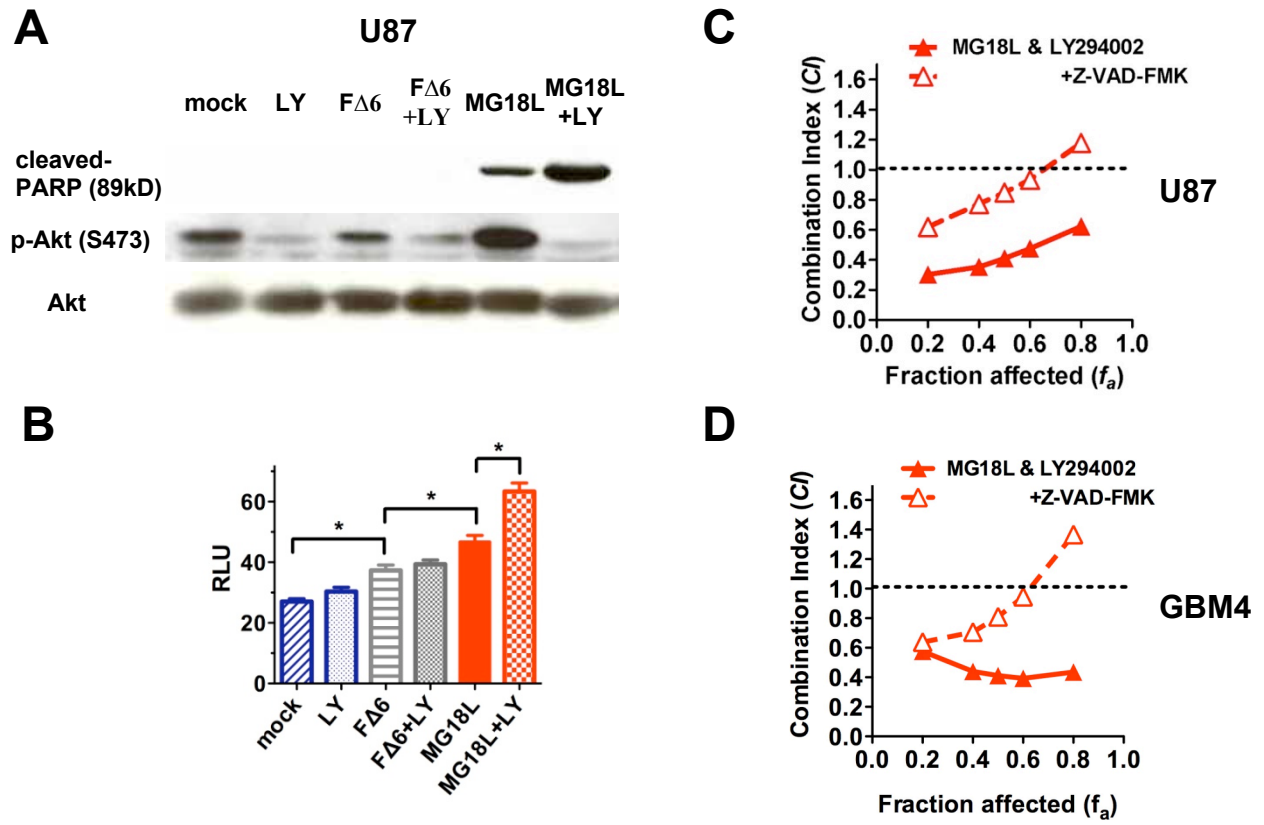 A
U87
mock LY FΔ6 FΔ6 +LY MG18L MG18L +LY
cleaved-
PARP (89kD)
p-Akt (S473)
Akt
B
RLU
60
40
20
0
* * *
mock LY FΔ6 FΔ6+LY MG18L MG18L+LY
C
MG18L & LY294002
+Z-VAD-FMK
Combination Index (CI)
1.6
1.4
1.2
1.0
0.8
0.6
0.4
0.2
0.0
0.0 0.2 0.4 0.6 0.8 1.0
Fraction affected (fa)
U87
D
MG18L & LY294002
+Z-VAD-FMK
Combination Index (CI)
1.6
1.4
1.2
1.0
0.8
0.6
0.4
0.2
0.0
0.0 0.2 0.4 0.6 0.8 1.0
Fraction affected (fa)
GBM4